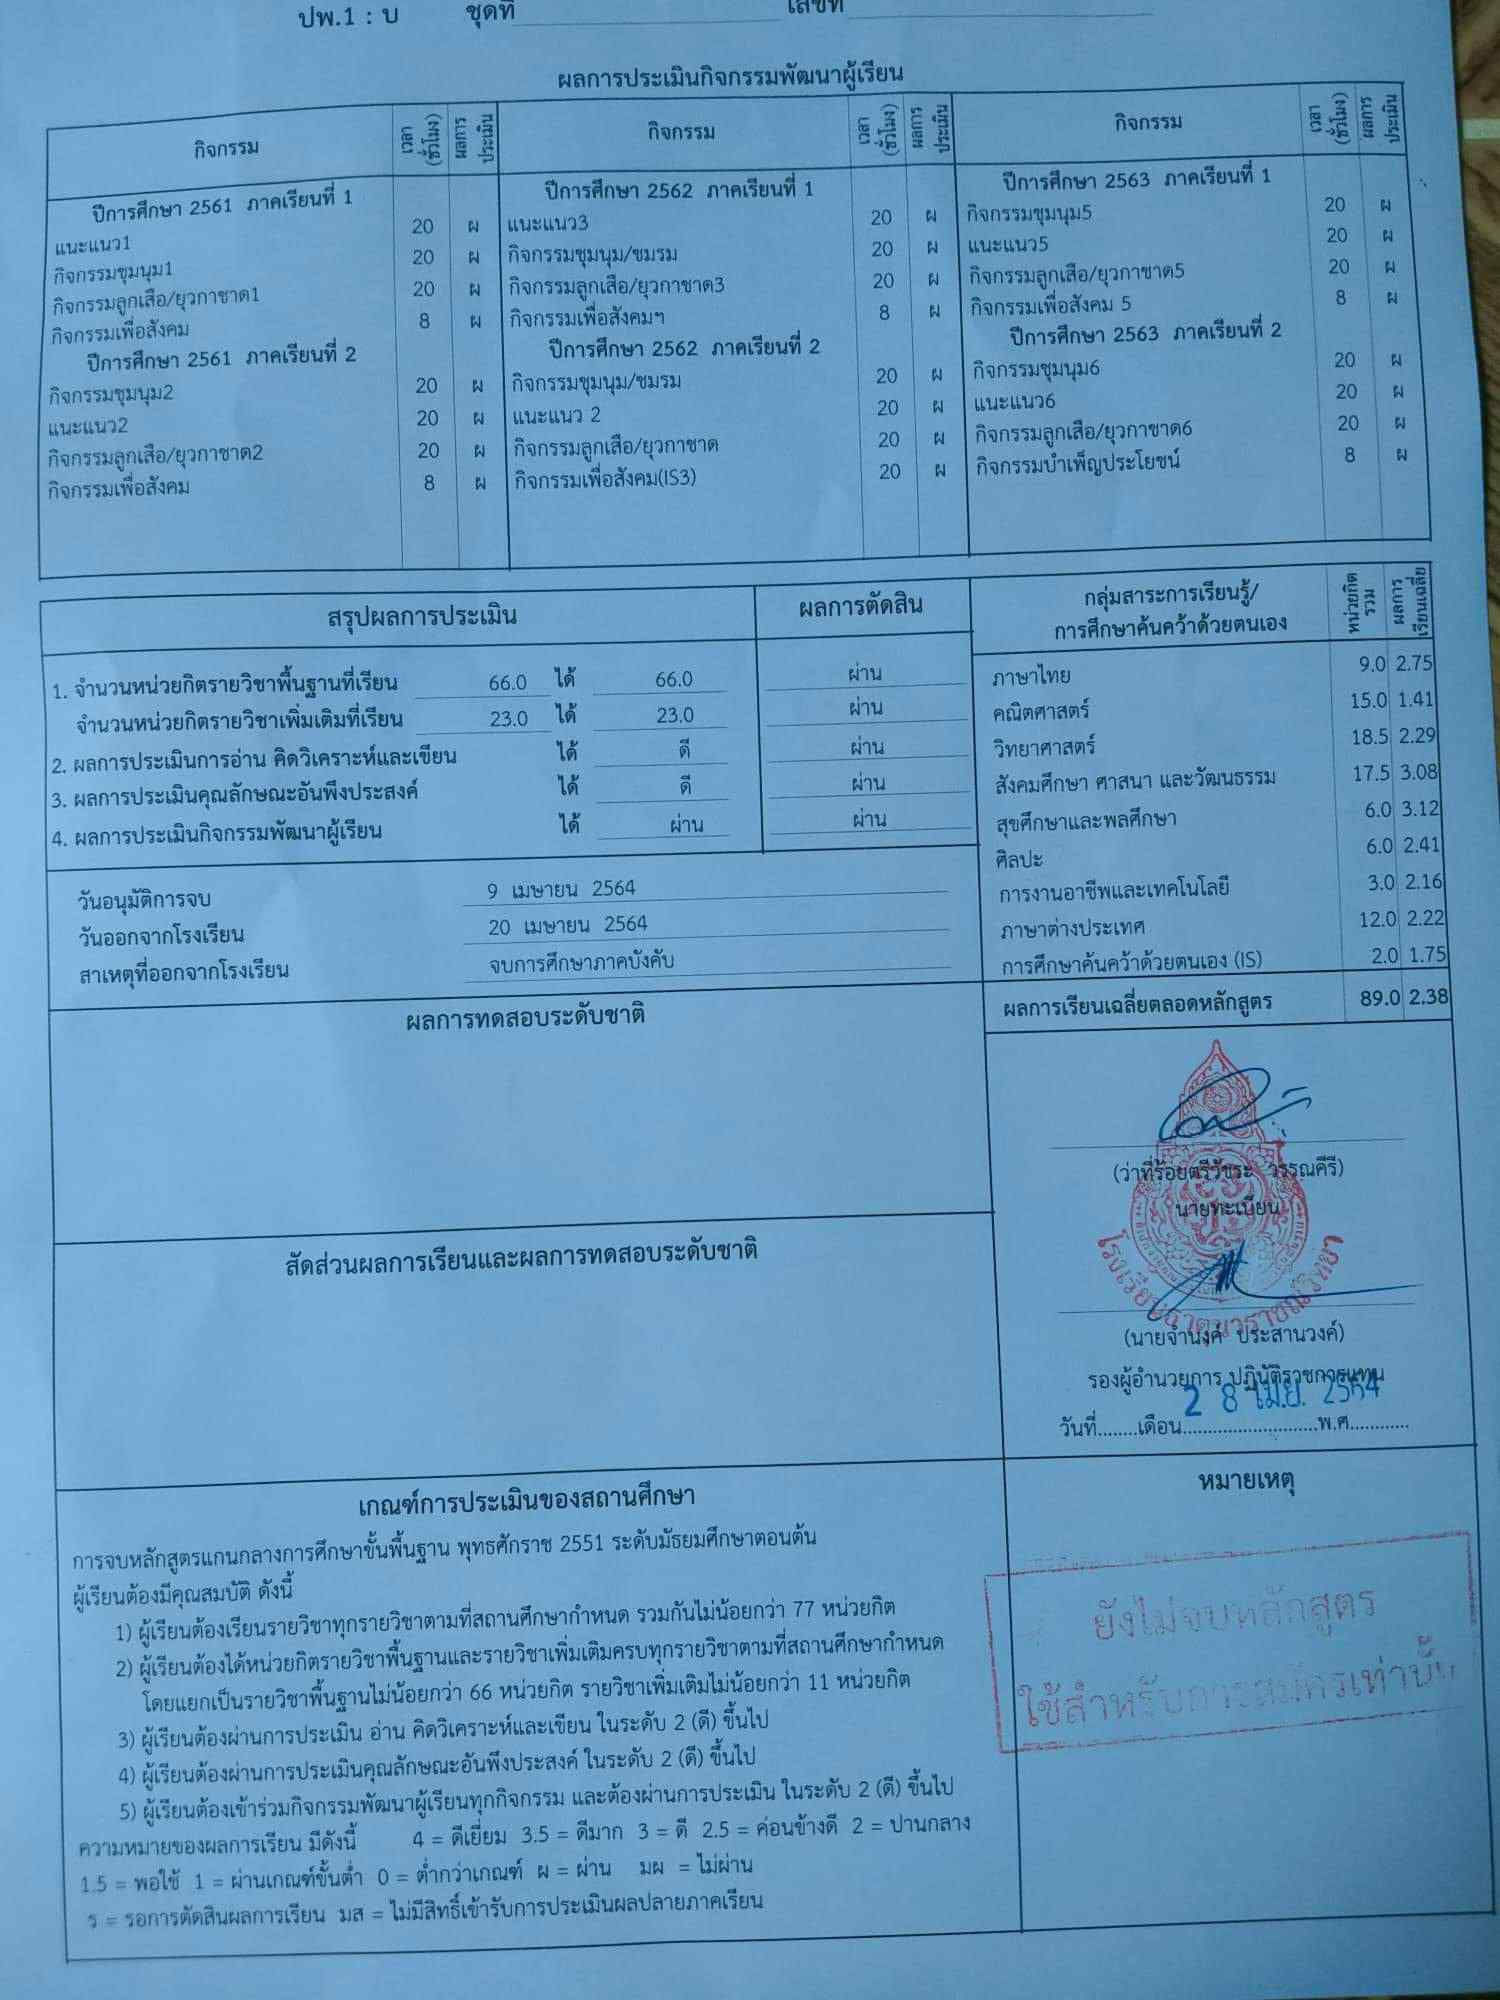 ปพ.1 : บ ชุดที่ เลขที่
ผลการประเมินกิจกรรมพัฒนาผู้เรียน
กิจกรรม เวลา (ชั่วโมง) ผลการประเมิน กิจกรรม เวลา (ชั่วโมง) ผลการประเมิน กิจกรรม เวลา (ชั่วโมง) ผลการประเมิน
ปีการศึกษา 2561 ภาคเรียนที่ 1
แนะแนว1 20 ผ
กิจกรรมชุมนุม1 20 ผ
กิจกรรมลูกเสือ/ยุวกาชาด1 20 ผ
กิจกรรมเพื่อสังคม 8 ผ
ปีการศึกษา 2561 ภาคเรียนที่ 2
กิจกรรมชุมนุม2 20 ผ
แนะแนว2 20 ผ
กิจกรรมลูกเสือ/ยุวกาชาด2 20 ผ
กิจกรรมเพื่อสังคม 8 ผ
ปีการศึกษา 2562 ภาคเรียนที่ 1
แนะแนว3 20 ผ
กิจกรรมชุมนุม/ชมรม 20 ผ
กิจกรรมลูกเสือ/ยุวกาชาด3 20 ผ
กิจกรรมเพื่อสังคมฯ 8 ผ
ปีการศึกษา 2562 ภาคเรียนที่ 2
กิจกรรมชุมนุม/ชมรม 20 ผ
แนะแนว 2 20 ผ
กิจกรรมลูกเสือ/ยุวกาชาด 20 ผ
กิจกรรมเพื่อสังคม(IS3) 20 ผ
ปีการศึกษา 2563 ภาคเรียนที่ 1
กิจกรรมชุมนุม5 20 ผ
แนะแนว5 20 ผ
กิจกรรมลูกเสือ/ยุวกาชาด5 20 ผ
กิจกรรมเพื่อสังคม 5 8 ผ
ปีการศึกษา 2563 ภาคเรียนที่ 2
กิจกรรมชุมนุม6 20 ผ
แนะแนว6 20 ผ
กิจกรรมลูกเสือ/ยุวกาชาด6 20 ผ
กิจกรรมบำเพ็ญประโยชน์ 8 ผ
สรุปผลการประเมิน ผลการตัดสิน
1. จำนวนหน่วยกิตรายวิชาพื้นฐานที่เรียน 66.0 ได้ 66.0 ผ่าน
จำนวนหน่วยกิตรายวิชาเพิ่มเติมที่เรียน 23.0 ได้ 23.0 ผ่าน
2. ผลการประเมินการอ่าน คิดวิเคราะห์และเขียน ได้ ดี ผ่าน
3. ผลการประเมินคุณลักษณะอันพึงประสงค์ ได้ ดี ผ่าน
4. ผลการประเมินกิจกรรมพัฒนาผู้เรียน ได้ ผ่าน ผ่าน
วันอนุมัติการจบ 9 เมษายน 2564
วันออกจากโรงเรียน 20 เมษายน 2564
สาเหตุที่ออกจากโรงเรียน จบการศึกษาภาคบังคับ
กลุ่มสาระการเรียนรู้/
การศึกษาค้นคว้าด้วยตนเอง หน่วยกิตรวม ผลการเรียนเฉลี่ย
ภาษาไทย 9.0 2.75
คณิตศาสตร์ 15.0 1.41
วิทยาศาสตร์ 18.5 2.29
สังคมศึกษา ศาสนา และวัฒนธรรม 17.5 3.08
สุขศึกษาและพลศึกษา 6.0 3.12
ศิลปะ 6.0 2.41
การงานอาชีพและเทคโนโลยี 3.0 2.16
ภาษาต่างประเทศ 12.0 2.22
การศึกษาค้นคว้าด้วยตนเอง (IS) 2.0 1.75
ผลการเรียนเฉลี่ยตลอดหลักสูตร 89.0 2.38
ผลการทดสอบระดับชาติ
สัดส่วนผลการเรียนและผลการทดสอบระดับชาติ
(ว่าที่ร้อยตรีวัชระ วรรณคีรี)
นายทะเบียน
(นายจำนงค์ ประสานวงค์)
รองผู้อำนวยการ ปฏิบัติราชการแทน
2 8 เม.ย. 2564
วันที่........เดือน...........................พ.ศ............
เกณฑ์การประเมินของสถานศึกษา
การจบหลักสูตรแกนกลางการศึกษาขั้นพื้นฐาน พุทธศักราช 2551 ระดับมัธยมศึกษาตอนต้น
ผู้เรียนต้องมีคุณสมบัติ ดังนี้
1) ผู้เรียนต้องเรียนรายวิชาทุกรายวิชาตามที่สถานศึกษากำหนด รวมกันไม่น้อยกว่า 77 หน่วยกิต
2) ผู้เรียนต้องได้หน่วยกิตรายวิชาพื้นฐานและรายวิชาเพิ่มเติมครบทุกรายวิชาตามที่สถานศึกษากำหนด
โดยแยกเป็นรายวิชาพื้นฐานไม่น้อยกว่า 66 หน่วยกิต รายวิชาเพิ่มเติมไม่น้อยกว่า 11 หน่วยกิต
3) ผู้เรียนต้องผ่านการประเมิน อ่าน คิดวิเคราะห์และเขียน ในระดับ 2 (ดี) ขึ้นไป
4) ผู้เรียนต้องผ่านการประเมินคุณลักษณะอันพึงประสงค์ ในระดับ 2 (ดี) ขึ้นไป
5) ผู้เรียนต้องเข้าร่วมกิจกรรมพัฒนาผู้เรียนทุกกิจกรรม และต้องผ่านการประเมิน ในระดับ 2 (ดี) ขึ้นไป
ความหมายของผลการเรียน มีดังนี้ 4 = ดีเยี่ยม 3.5 = ดีมาก 3 = ดี 2.5 = ค่อนข้างดี 2 = ปานกลาง
1.5 = พอใช้ 1 = ผ่านเกณฑ์ขั้นต่ำ 0 = ต่ำกว่าเกณฑ์ ผ = ผ่าน มผ = ไม่ผ่าน
ร = รอการตัดสินผลการเรียน มส = ไม่มีสิทธิ์เข้ารับการประเมินผลปลายภาคเรียน
หมายเหตุ
ยังไม่จบหลักสูตร
ใช้สำหรับการสมัครเท่านั้น